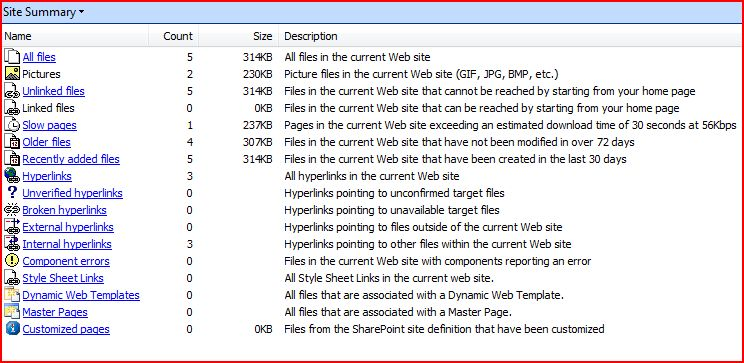 Site Summary
Name Count Size Description
All files 5 314KB All files in the current Web site
Pictures 2 230KB Picture files in the current Web site (GIF, JPG, BMP, etc.)
Unlinked files 5 314KB Files in the current Web site that cannot be reached by starting from your home page
Linked files 0 0KB Files in the current Web site that can be reached by starting from your home page
Slow pages 1 237KB Pages in the current Web site exceeding an estimated download time of 30 seconds at 56Kbps
Older files 4 307KB Files in the current Web site that have not been modified in over 72 days
Recently added files 5 314KB Files in the current Web site that have been created in the last 30 days
Hyperlinks 3 All hyperlinks in the current Web site
Unverified hyperlinks 0 Hyperlinks pointing to unconfirmed target files
Broken hyperlinks 0 Hyperlinks pointing to unavailable target files
External hyperlinks 0 Hyperlinks pointing to files outside of the current Web site
Internal hyperlinks 3 Hyperlinks pointing to other files within the current Web site
Component errors 0 Files in the current Web site with components reporting an error
Style Sheet Links 0 All Style Sheet Links in the current web site.
Dynamic Web Templates 0 All files that are associated with a Dynamic Web Template.
Master Pages 0 All files that are associated with a Master Page.
Customized pages 0 0KB Files from the SharePoint site definition that have been customized